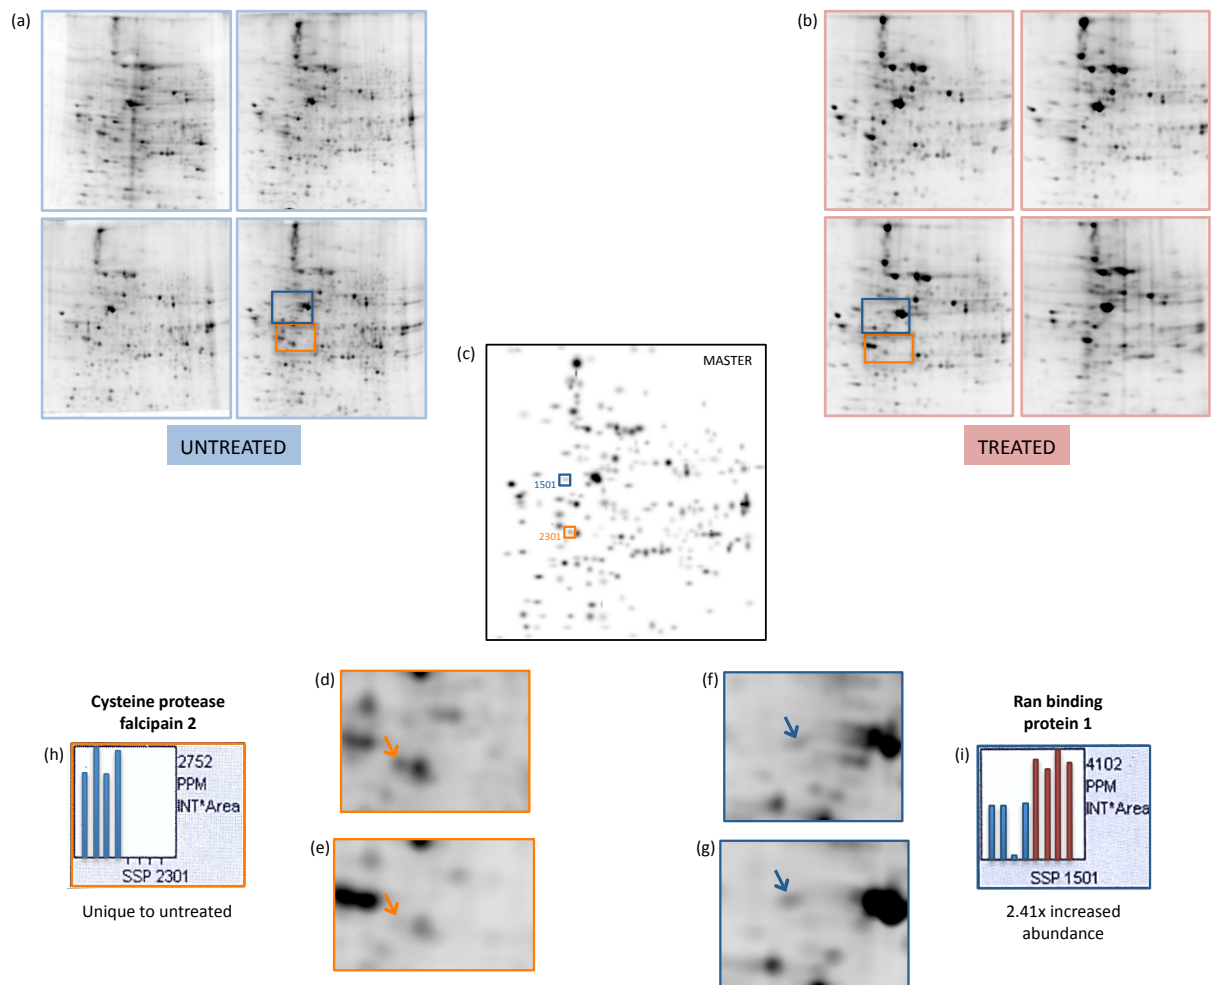 (a)
(b)
UNTREATED
TREATED
(c)
MASTER
1501
2301
(d)
(e)
(f)
(g)
Cysteine protease
falcipain 2
(h)
2752
PPM
INT*Area
SSP 2301
Unique to untreated
Ran binding
protein 1
(i)
4102
PPM
INT*Area
SSP 1501
2.41x increased
abundance